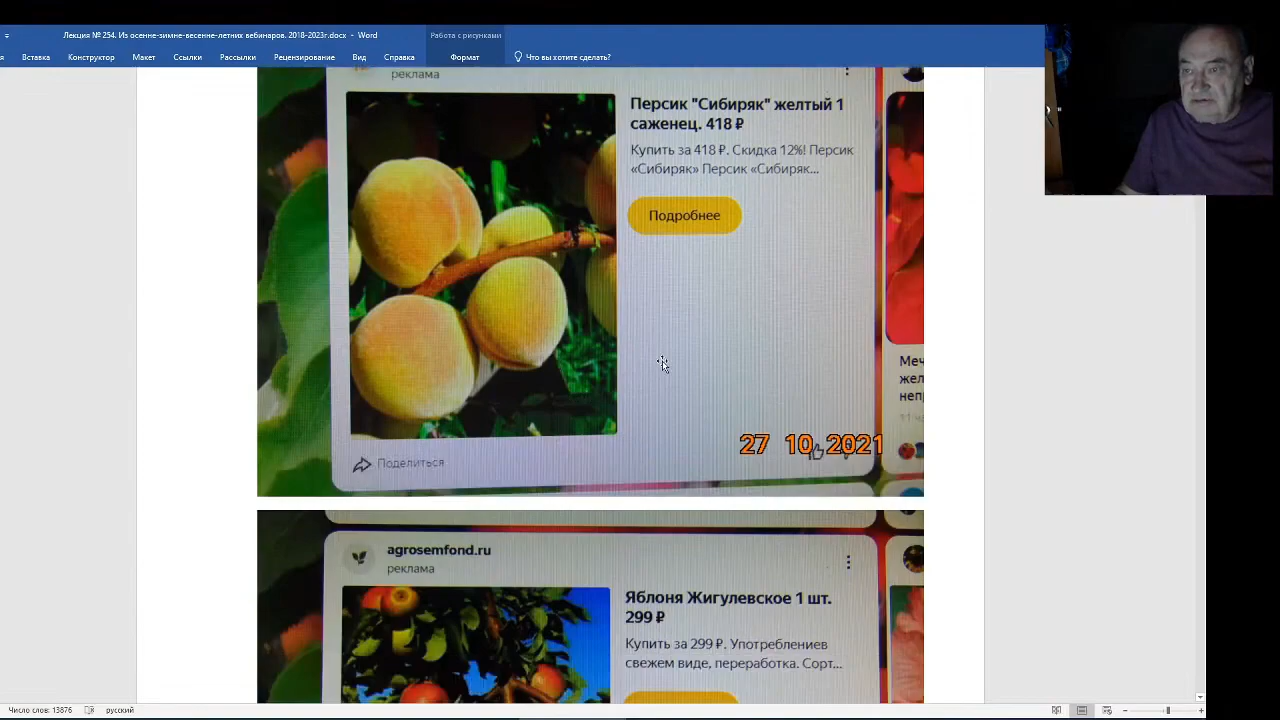 Лекция № 254. Из осенне-зимне-весенне-летних вебинаров. 2018-2023г.docx - Word
Работа с рисунками
Вставка
Конструктор
Макет
Ссылки
Рассылки
Рецензирование
Вид
Справка
Формат
Что вы хотите сделать?
реклама
Персик "Сибиряк" желтый 1
саженец. 418 ₽
Купить за 418 ₽. Скидка 12%! Персик
«Сибиряк» Персик «Сибиряк...
Подробнее
Меч
жел
неп
27 10 2021
Поделиться
agrosemfond.ru
реклама
Яблоня Жигулевское 1 шт.
299 ₽
Купить за 299 ₽. Употреблениев
свежем виде, переработка. Сорт...
Число слов: 13876
русский